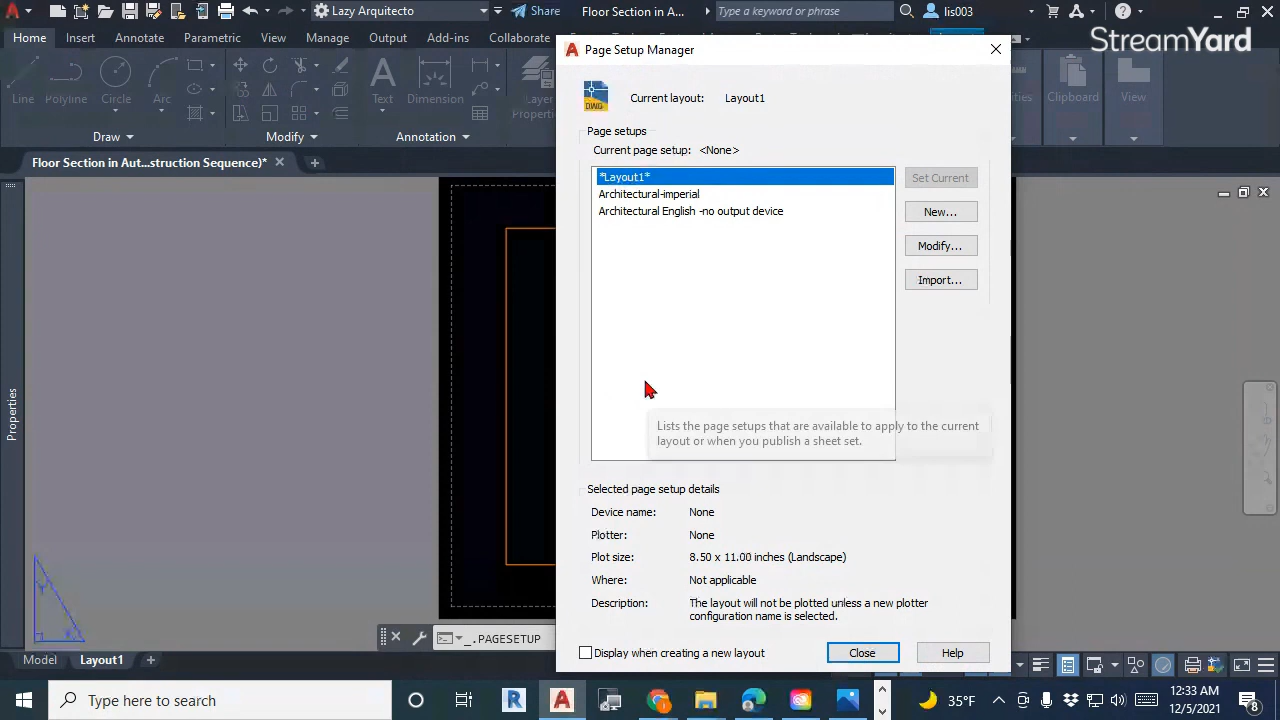 Lazy Arquitecto
Share
Floor Section in A...
Type a keyword or phrase
lis003
StreamYard
Home
Insert
Annotate
Parametric
View
Manage
Output
Add-ins
Page Setup Manager
Line
Polyline
Circle
Arc
Text
Dimension
Layer
Properti
Clipboard
View
Draw
Modify
Annotation
Floor Section in Aut...struction Sequence)*
DWG
Current layout: Layout1
Page setups
Current page setup: <None>
*Layout1*
Architectural-imperial
Architectural English -no output device
Set Current
New...
Modify...
Import...
Lists the page setups that are available to apply to the current
layout or when you publish a sheet set.
Properties
Selected page setup details
Device name: None
Plotter: None
Plot size: 8.50 x 11.00 inches (Landscape)
Where: Not applicable
Description: The layout will not be plotted unless a new plotter
configuration name is selected.
_.PAGESETUP
Display when creating a new layout
Close
Help
Model
Layout1
Type here to search
35°F
12:33 AM
12/5/2021